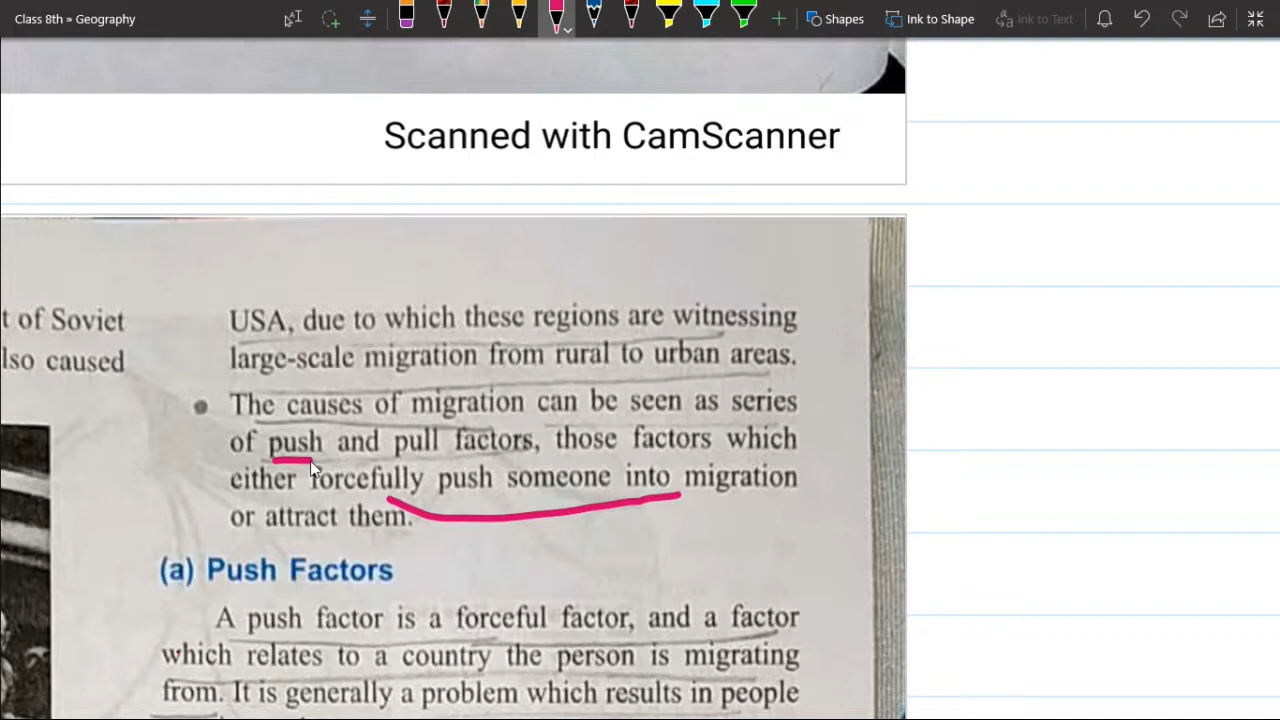 Class 8th » Geography
Shapes
Ink to Shape
Ink to Text
Scanned with CamScanner
t of Soviet
lso caused
USA, due to which these regions are witnessing
large-scale migration from rural to urban areas.
The causes of migration can be seen as series
of push and pull factors, those factors which
either forcefully push someone into migration
or attract them.
(a) Push Factors
A push factor is a forceful factor, and a factor
which relates to a country the person is migrating
from. It is generally a problem which results in people